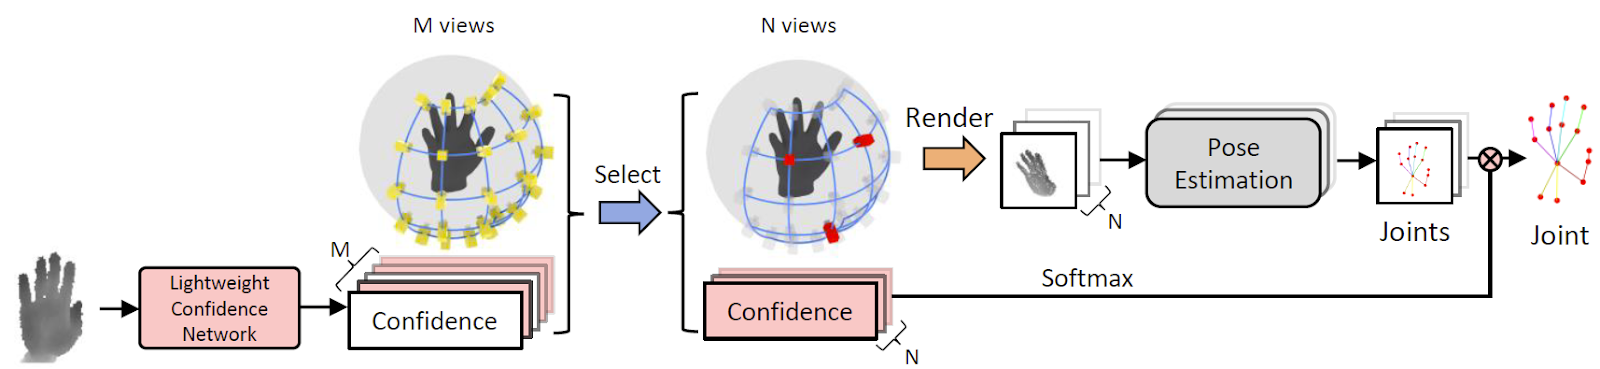 M views
N views
Select
Render
Pose
Estimation
N
Joints
Joint
M
Lightweight
Confidence
Network
Confidence
Confidence
N
Softmax